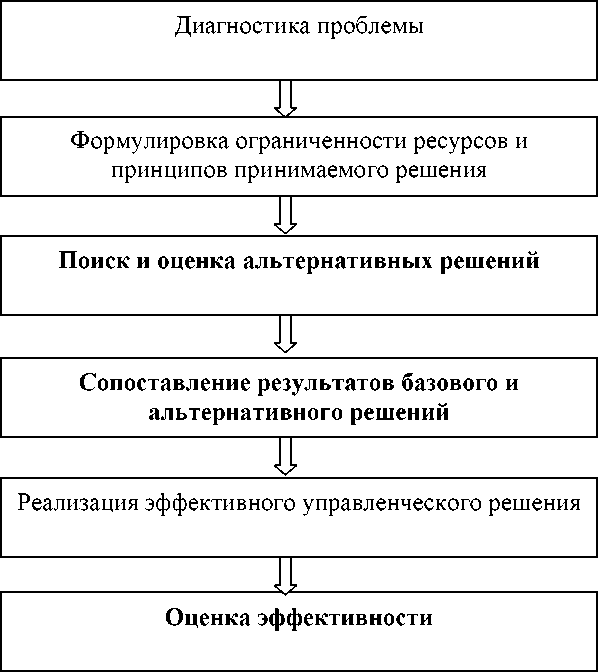 Диагностика проблемы
Формулировка ограниченности ресурсов и
принципов принимаемого решения
Поиск и оценка альтернативных решений
Сопоставление результатов базового и
альтернативного решений
Реализация эффективного управленческого решения
Оценка эффективности